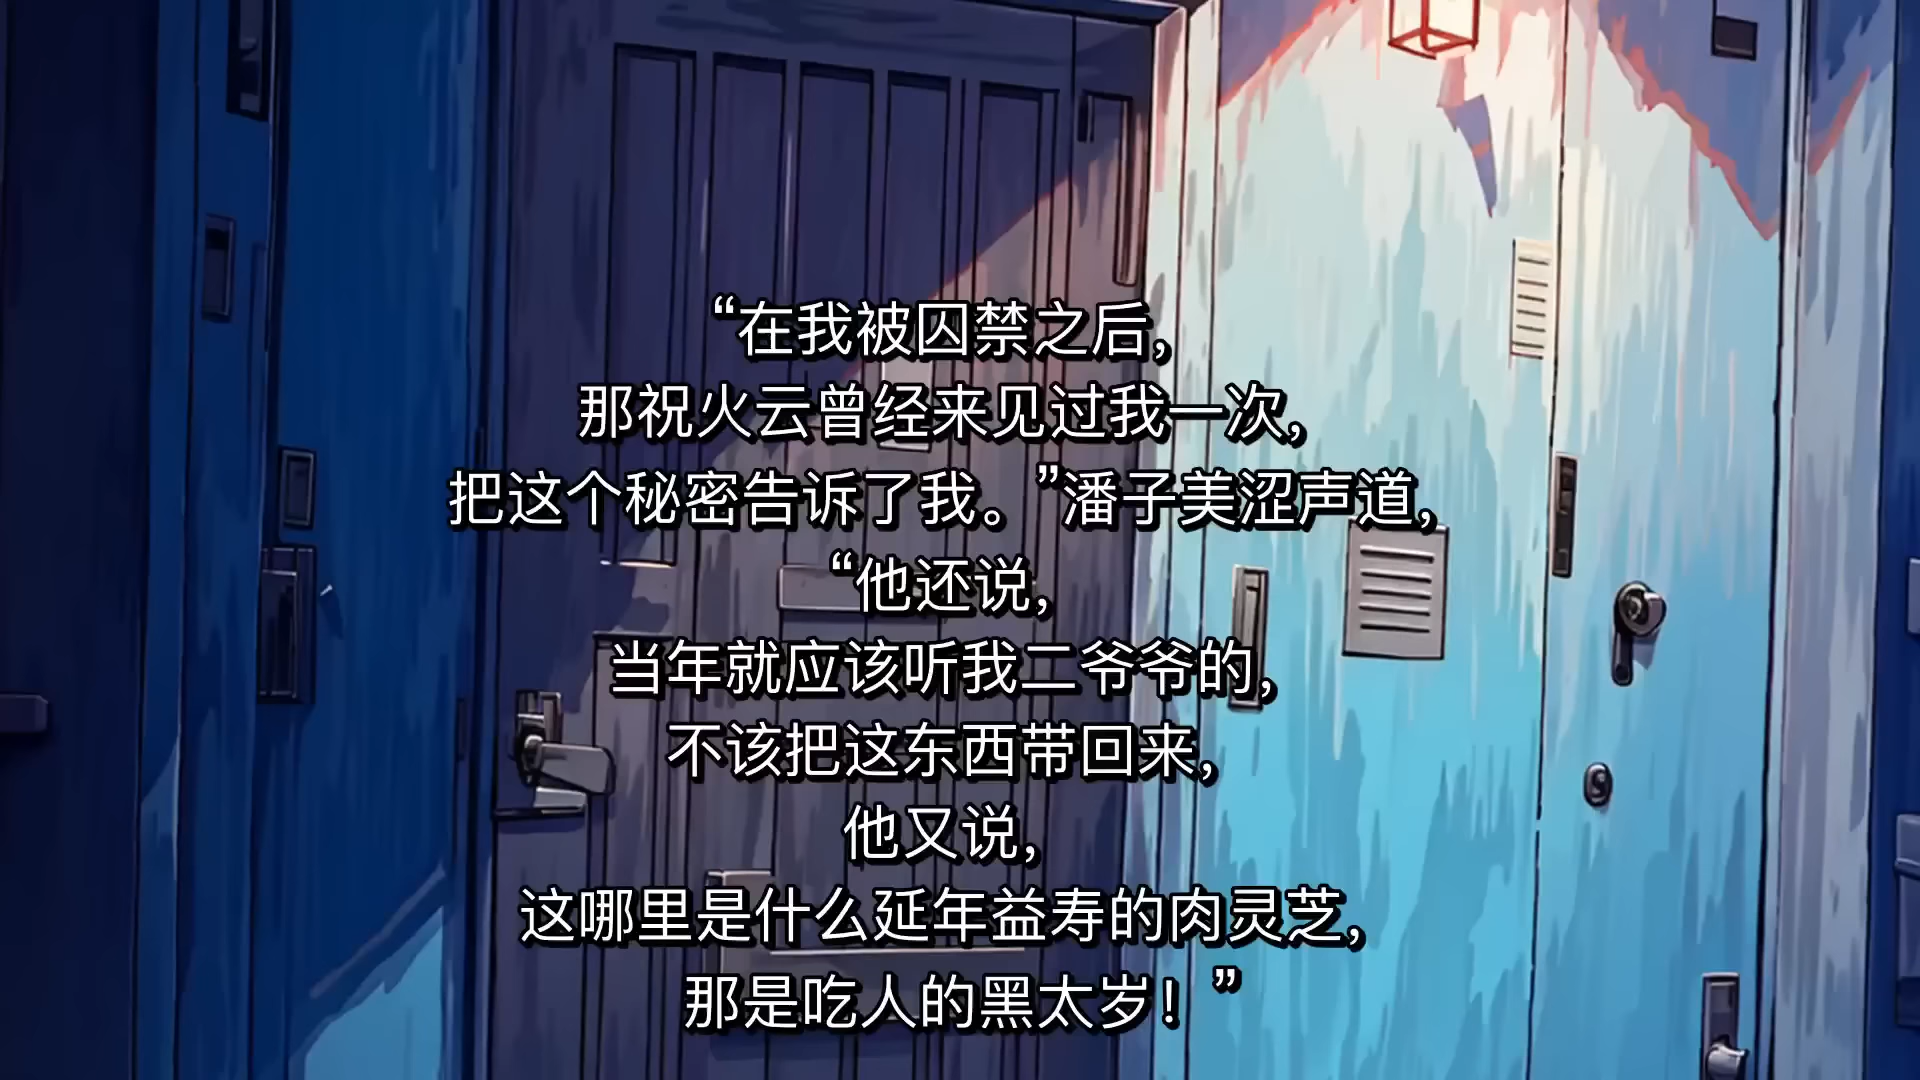 “在我被囚禁之后，
那祝火云曾经来见过我一次，
把这个秘密告诉了我。”潘子美涩声道，
“他还说，
当年就应该听我二爷爷的，
不该把这东西带回来，
他又说，
这哪里是什么延年益寿的肉灵芝，
那是吃人的黑太岁！”